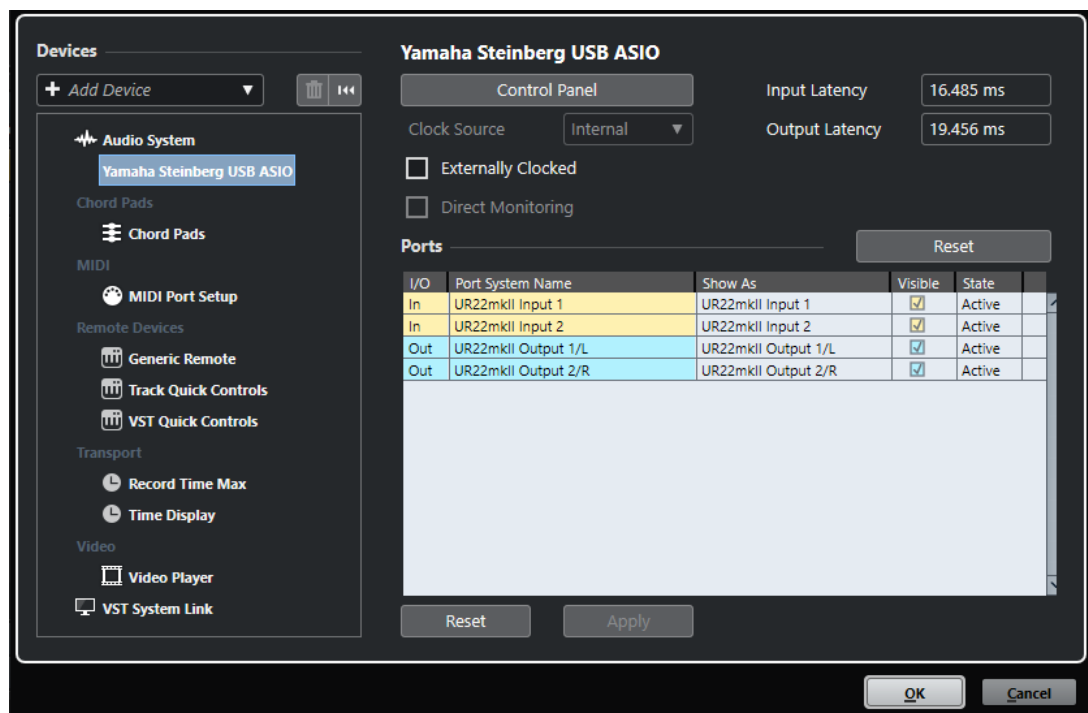 Devices
Add Device
Audio System
Yamaha Steinberg USB ASIO
Chord Pads
Chord Pads
MIDI
MIDI Port Setup
Remote Devices
Generic Remote
Track Quick Controls
VST Quick Controls
Transport
Record Time Max
Time Display
Video
Video Player
VST System Link
Yamaha Steinberg USB ASIO
Control Panel
Input Latency 16.485 ms
Clock Source Internal
Output Latency 19.456 ms
Externally Clocked
Direct Monitoring
Ports
Reset
I/O Port System Name Show As Visible State
In UR22mkII Input 1 UR22mkII Input 1 Active
In UR22mkII Input 2 UR22mkII Input 2 Active
Out UR22mkII Output 1/L UR22mkII Output 1/L Active
Out UR22mkII Output 2/R UR22mkII Output 2/R Active
Reset Apply
OK Cancel